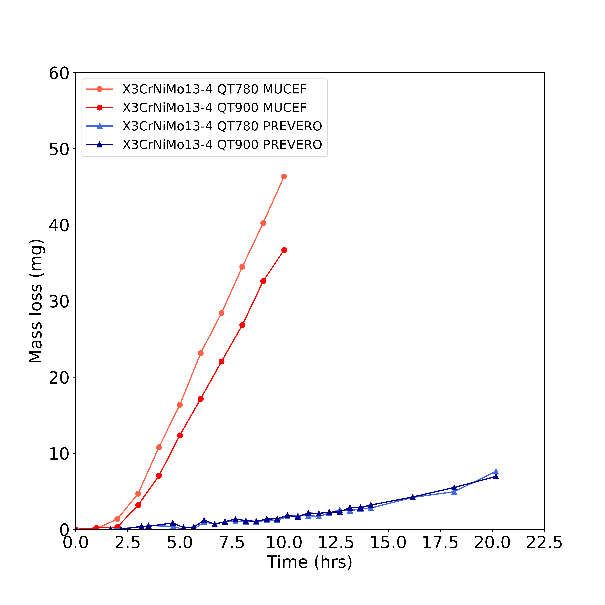 X3CrNiMo13-4 QT780 MUCEF
X3CrNiMo13-4 QT900 MUCEF
X3CrNiMo13-4 QT780 PREVERO
X3CrNiMo13-4 QT900 PREVERO
Mass loss (mg)
60
50
40
30
20
10
0
0.0 2.5 5.0 7.5 10.0 12.5 15.0 17.5 20.0 22.5
Time (hrs)